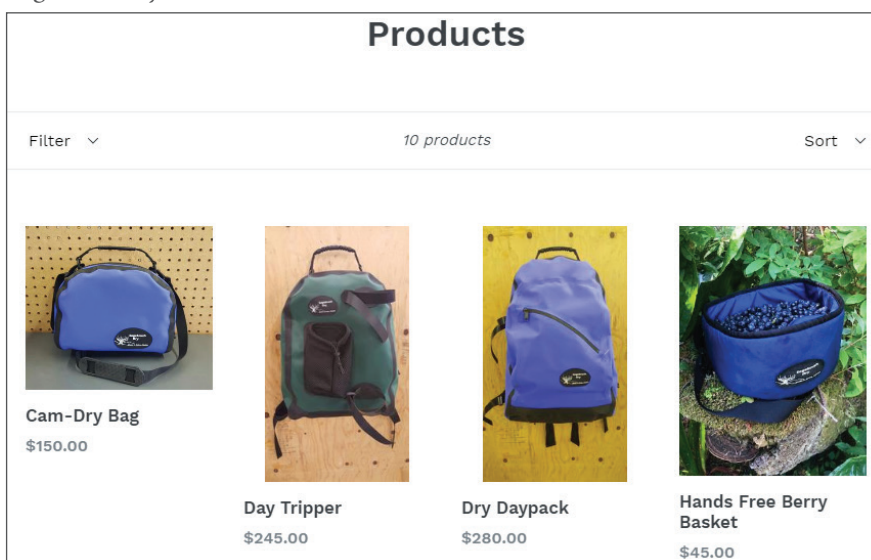 Products
Filter
10 products
Sort
Cam-Dry Bag
$150.00
Day Tripper
$245.00
Dry Daypack
$280.00
Hands Free Berry
Basket
$45.00